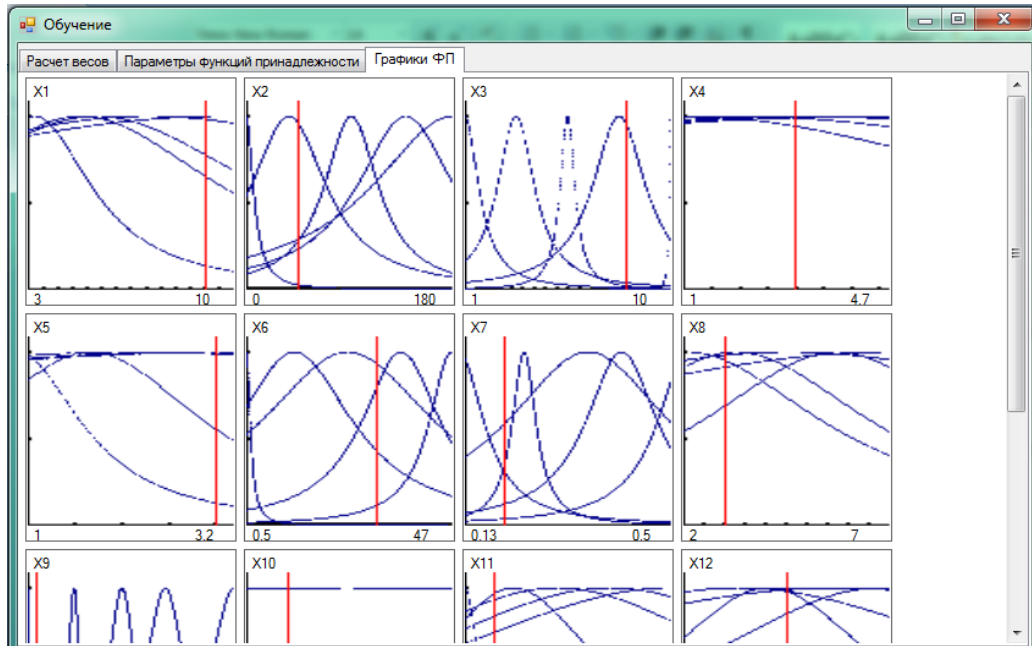 Обучение
Расчет весов Параметры функций принадлежности Графики ФП
X1 X2 X3 X4
3 10 0 180 1 10 1 4.7
X5 X6 X7 X8
1 3.2 0.5 47 0.13 0.5 2 7
X9 X10 X11 X12